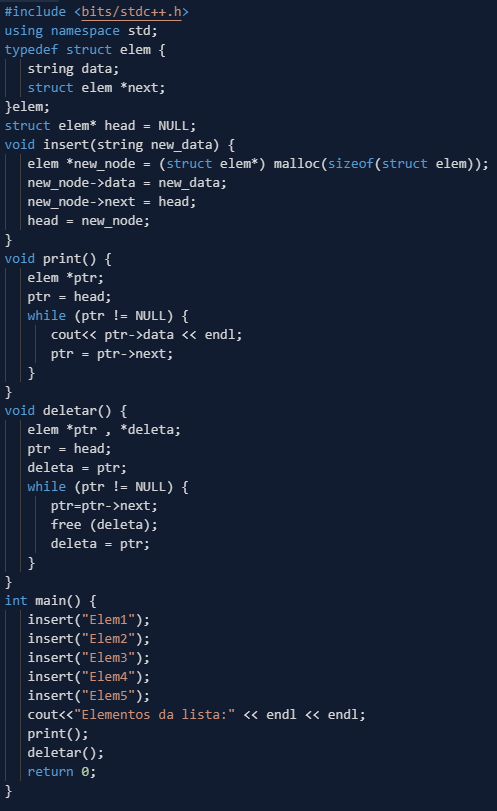 #include <bits/stdc++.h>
using namespace std;
typedef struct elem {
string data;
struct elem *next;
}elem;
struct elem* head = NULL;
void insert(string new_data) {
elem *new_node = (struct elem*) malloc(sizeof(struct elem));
new_node->data = new_data;
new_node->next = head;
head = new_node;
}
void print() {
elem *ptr;
ptr = head;
while (ptr != NULL) {
cout<< ptr->data << endl;
ptr = ptr->next;
}
}
void deletar() {
elem *ptr , *deleta;
ptr = head;
deleta = ptr;
while (ptr != NULL) {
ptr=ptr->next;
free (deleta);
deleta = ptr;
}
}
int main() {
insert("Elem1");
insert("Elem2");
insert("Elem3");
insert("Elem4");
insert("Elem5");
cout<<"Elementos da lista:" << endl << endl;
print();
deletar();
return 0;
}